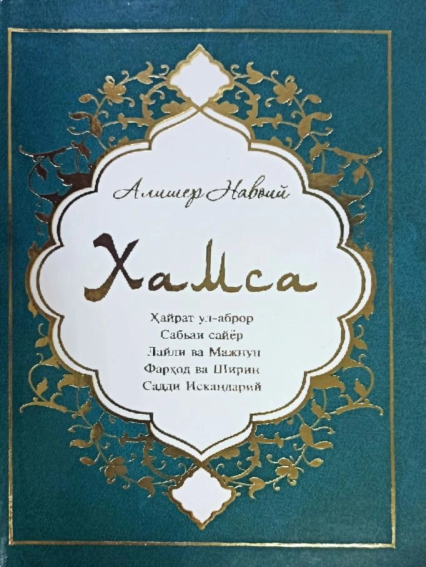 Алишер Навоий
Хамса
Ҳайрат ул-аброр
Сабъаи сайёр
Лайли ва Мажнун
Фарҳод ва Ширин
Садди Искандарий